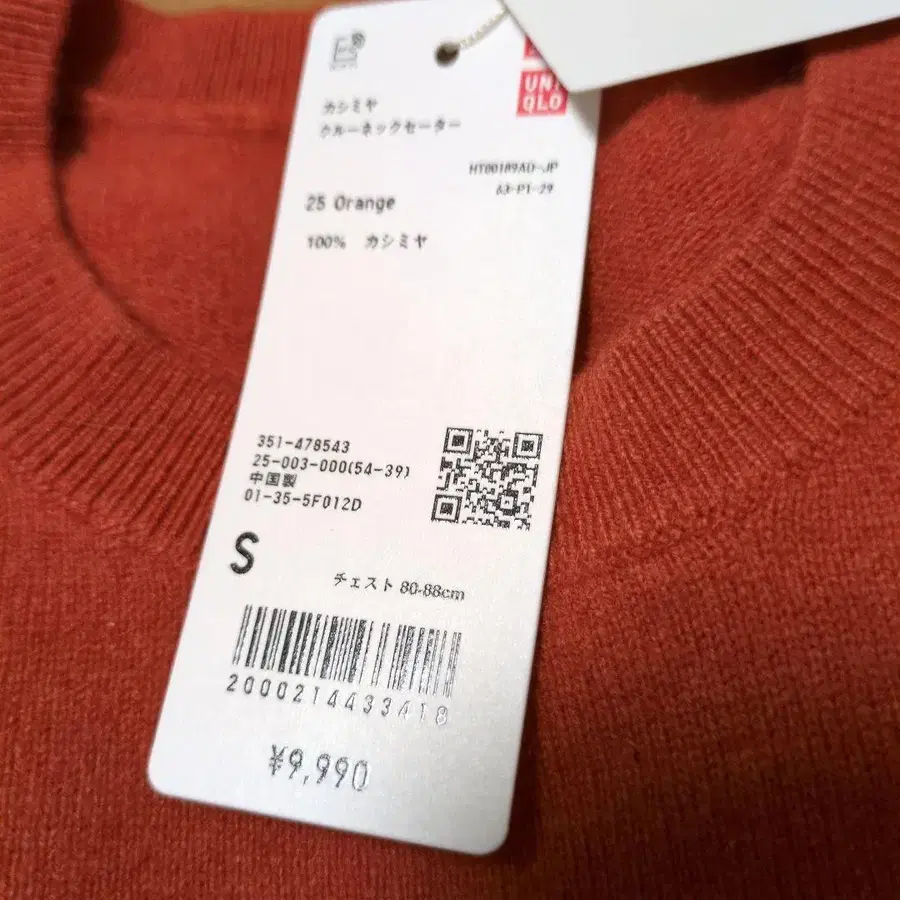 UNI
QLO
カシミヤ
クルーネックセーター
HT00189AD-JP
63-P1-29
25 Orange
100% カシミヤ
351-478543
25-003-000(54-39)
中国製
01-35-5F012D
S
チェスト 80-88cm
2000214433418
¥9,990